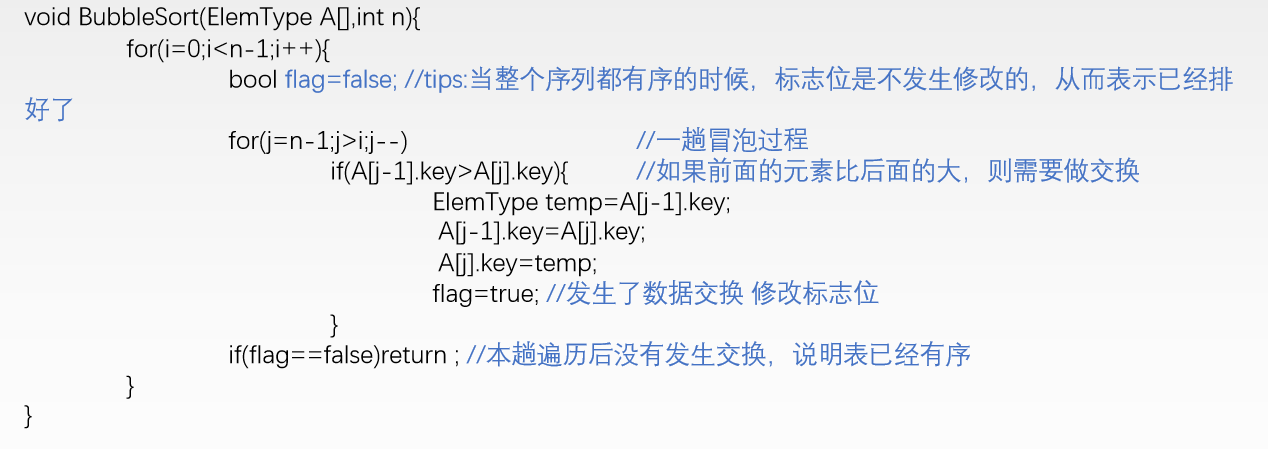 void BubbleSort(ElemType A[],int n){
for(i=0;i<n-1;i++){
bool flag=false; //tips:当整个序列都有序的时候，标志位是不发生修改的，从而表示已经排
好了
for(j=n-1;j>i;j--) //一趟冒泡过程
if(A[j-1].key>A[j].key){ //如果前面的元素比后面的大，则需要做交换
ElemType temp=A[j-1].key;
A[j-1].key=A[j].key;
A[j].key=temp;
flag=true; //发生了数据交换 修改标志位
}
if(flag==false)return ; //本趟遍历后没有发生交换，说明表已经有序
}
}